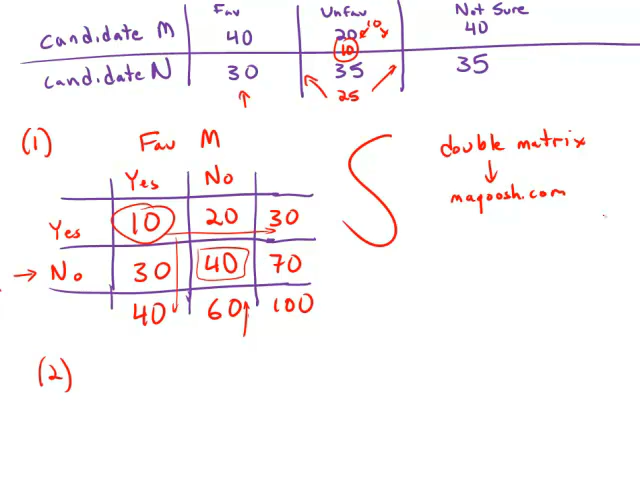 Fav Unfav Not Sure
Candidate M 40 20 10 40
10
Candidate N 30 35 35
25
(1) Fav M
double matrix
Yes No
magoosh.com
Yes 10 20 30
No 30 40 70
40 60 100
(2)